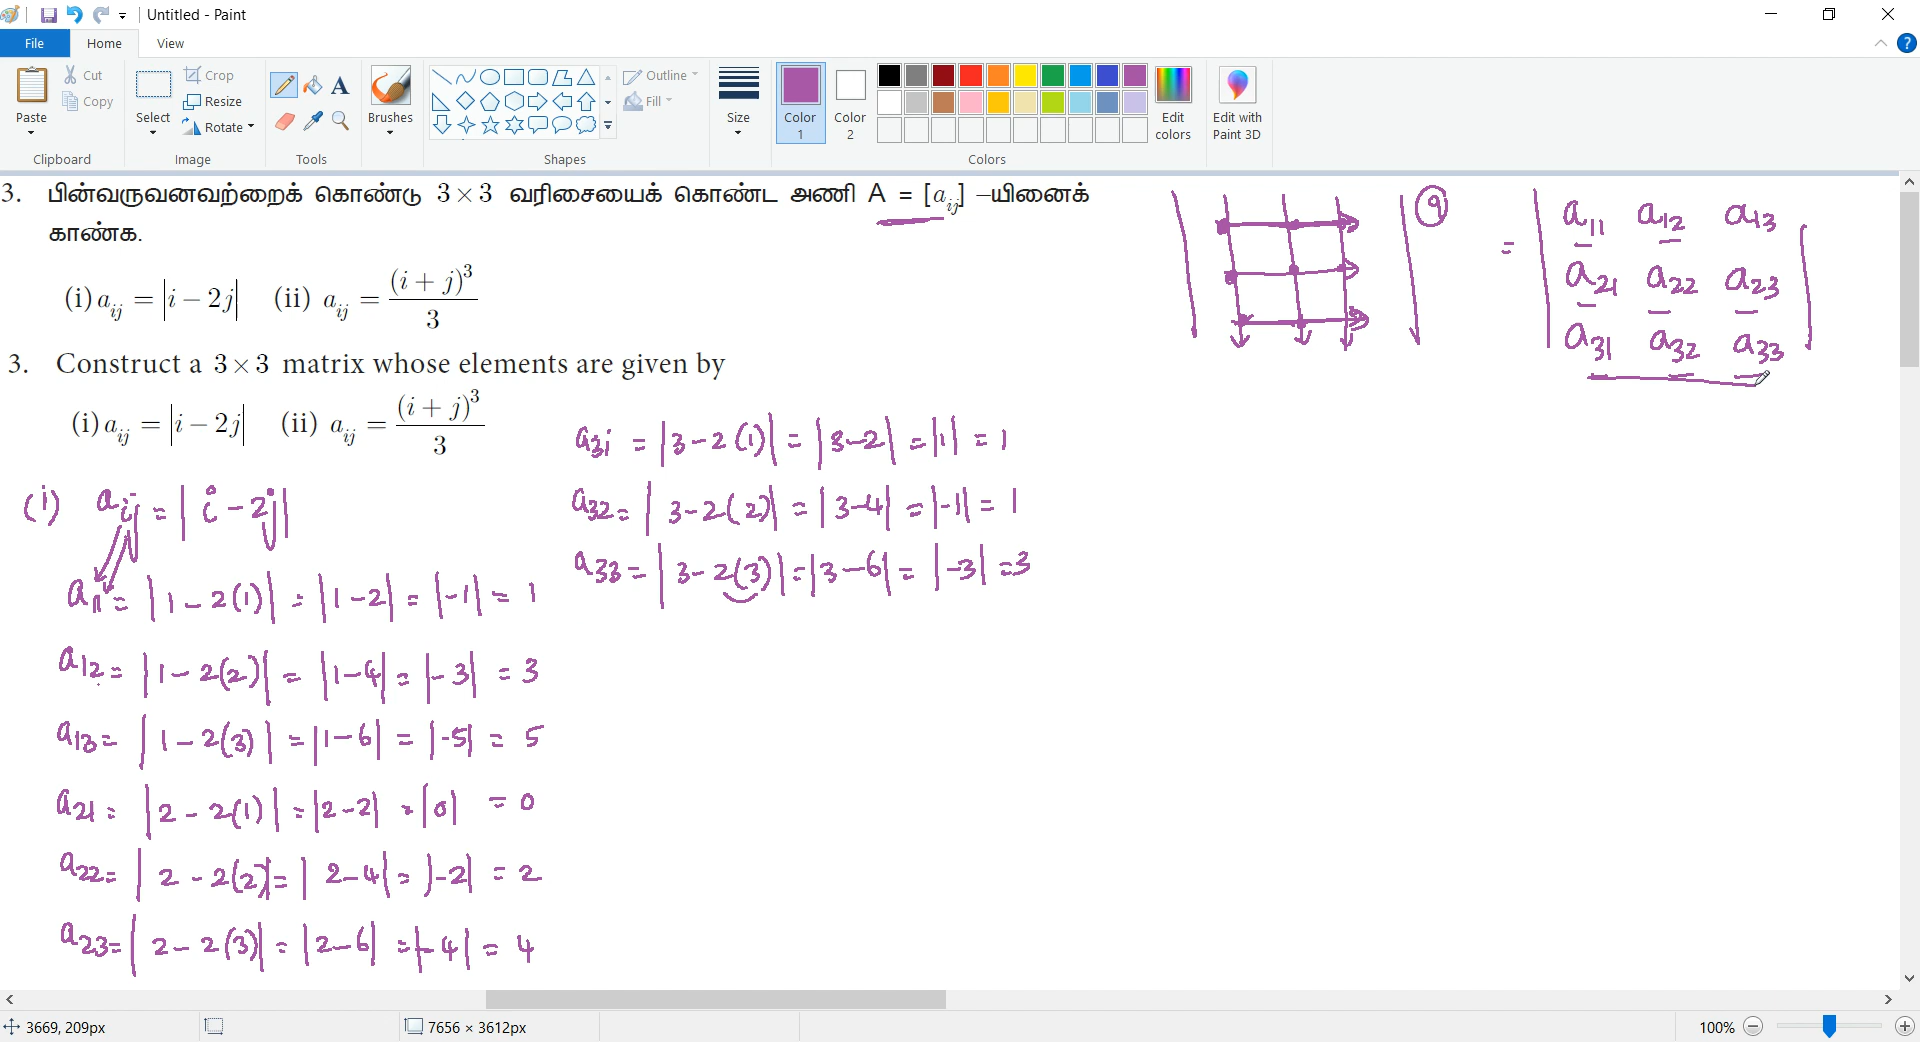 Untitled - Paint
File Home View
Paste Cut Copy Select Crop Resize Rotate Brushes Outline Fill Size Color 1 Color 2 Edit colors Edit with Paint 3D
Clipboard Image Tools Shapes Colors
3. பின்வருவனவற்றைக் கொண்டு 3 × 3 வரிசையைக் கொண்ட அணி A = [a_ij] –யினைக்
காண்க.
(i) a_ij = |i − 2j| (ii) a_ij = (i + j)^3 / 3
3. Construct a 3 × 3 matrix whose elements are given by
(i) a_ij = |i − 2j| (ii) a_ij = (i + j)^3 / 3
(i) a_ij = | i - 2j |
a11 = | 1 - 2(1) | = | 1 - 2 | = | -1 | = 1
a12 = | 1 - 2(2) | = | 1 - 4 | = | - 3 | = 3
a13 = | 1 - 2(3) | = | 1 - 6 | = | -5 | = 5
a21 = | 2 - 2(1) | = | 2 - 2 | = | 0 | = 0
a22 = | 2 - 2(2) | = | 2 - 4 | = | -2 | = 2
a23 = | 2 - 2(3) | = | 2 - 6 | = | - 4 | = 4
a31 = | 3 - 2(1) | = | 3 - 2 | = | 1 | = 1
a32 = | 3 - 2(2) | = | 3 - 4 | = | -1 | = 1
a33 = | 3 - 2(3) | = | 3 - 6 | = | -3 | = 3
9
= | a11 a12 a13 |
a21 a22 a23
a31 a32 a33
3669, 209px 7656 × 3612px 100%